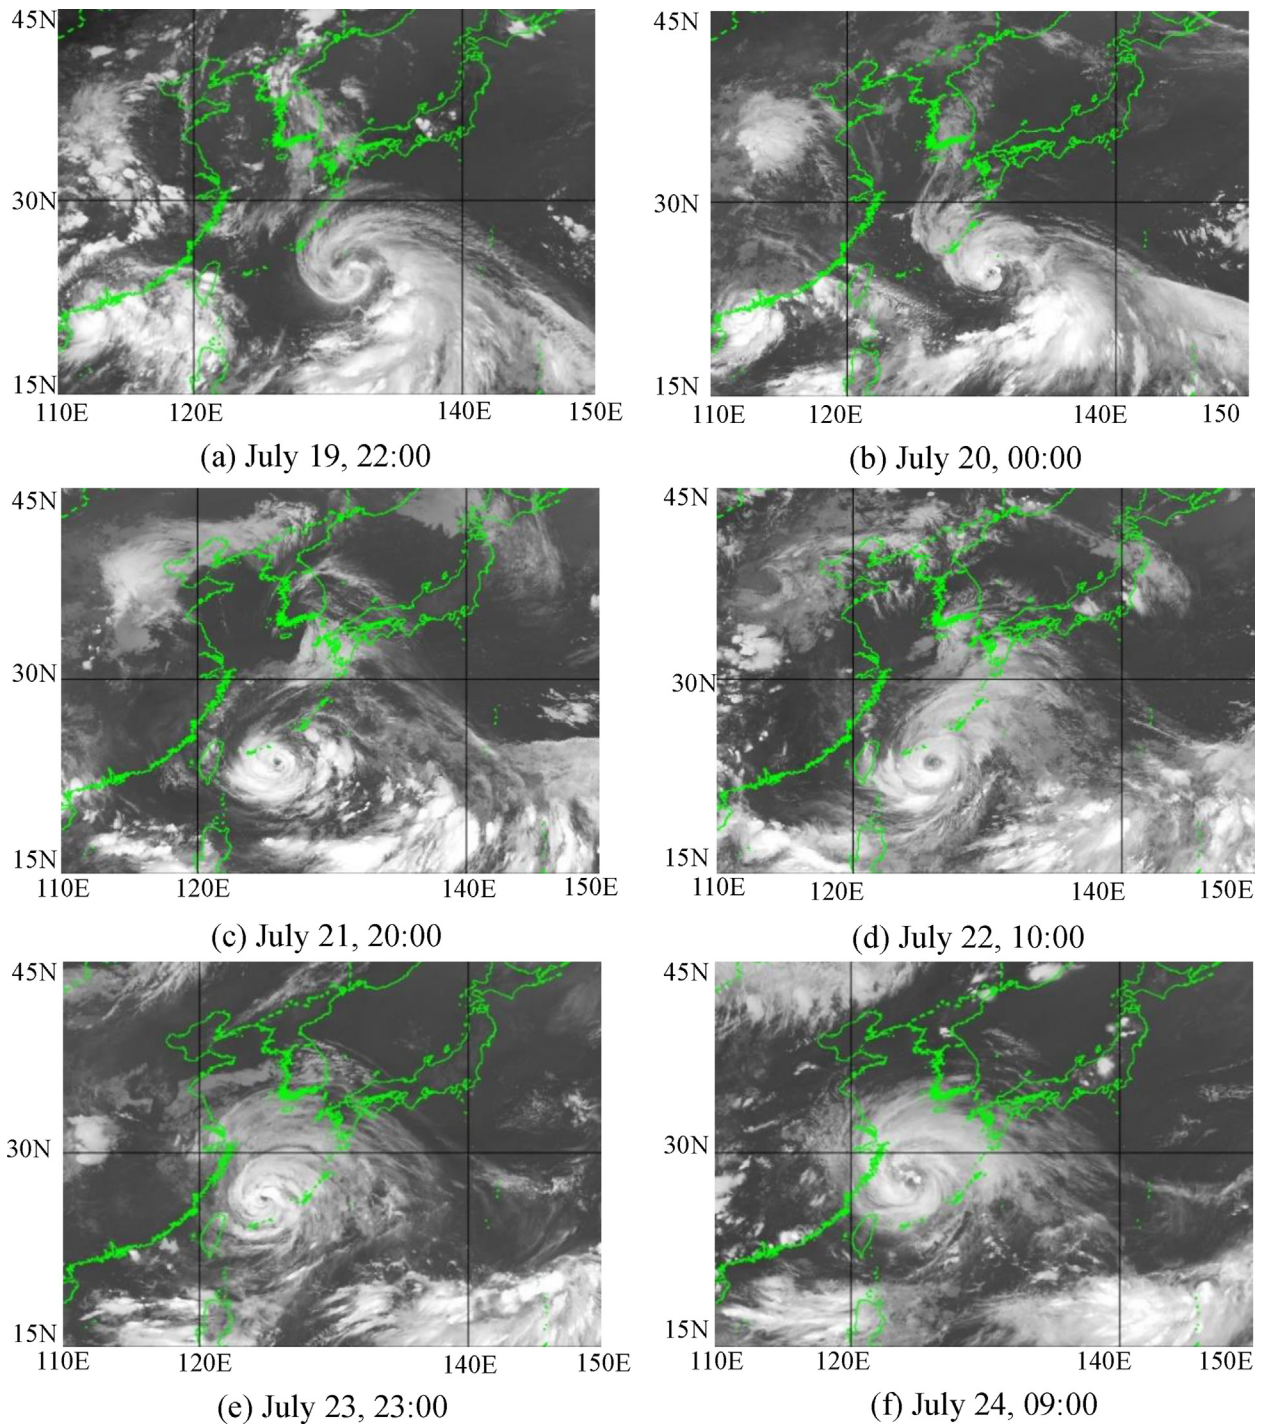 45N
30N
15N
110E 120E 140E 150E
(a) July 19, 22:00
45N
30N
15N
110E 120E 140E 150
(b) July 20, 00:00
45N
30N
15N
110E 120E 140E 150E
(c) July 21, 20:00
45N
30N
15N
110E 120E 140E 150E
(d) July 22, 10:00
45N
30N
15N
110E 120E 140E 150E
(e) July 23, 23:00
45N
30N
15N
110E 120E 140E 150E
(f) July 24, 09:00